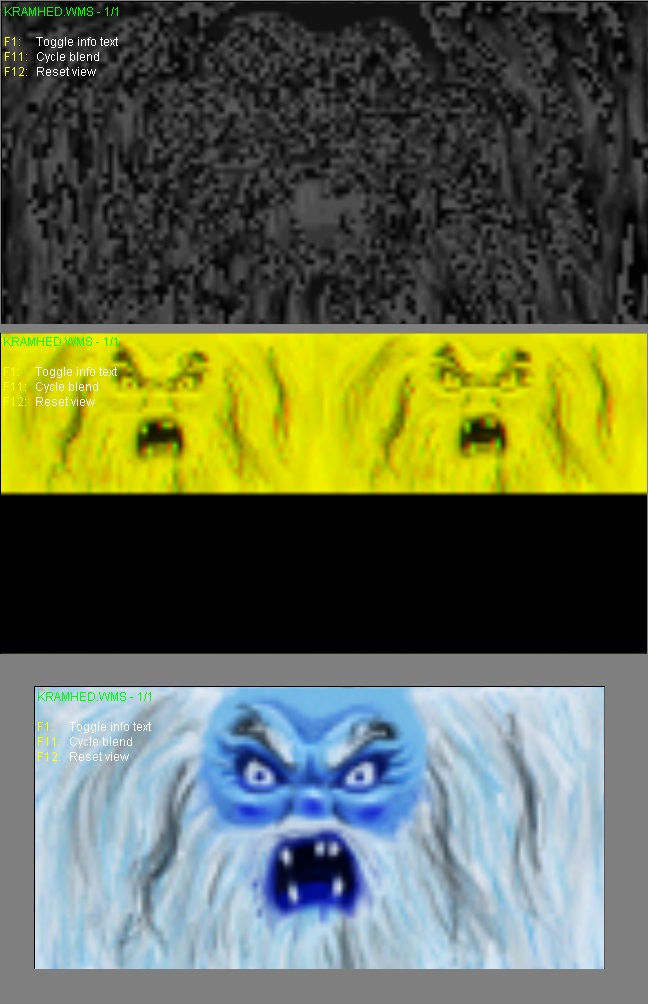 KRAMHED.WMS - 1/1
F1: Toggle info text
F11: Cycle blend
F12: Reset view
KRAMHED.WMS - 1/1
F1: Toggle info text
F11: Cycle blend
F12: Reset view
KRAMHED.WMS - 1/1
F1: Toggle info text
F11: Cycle blend
F12: Reset view